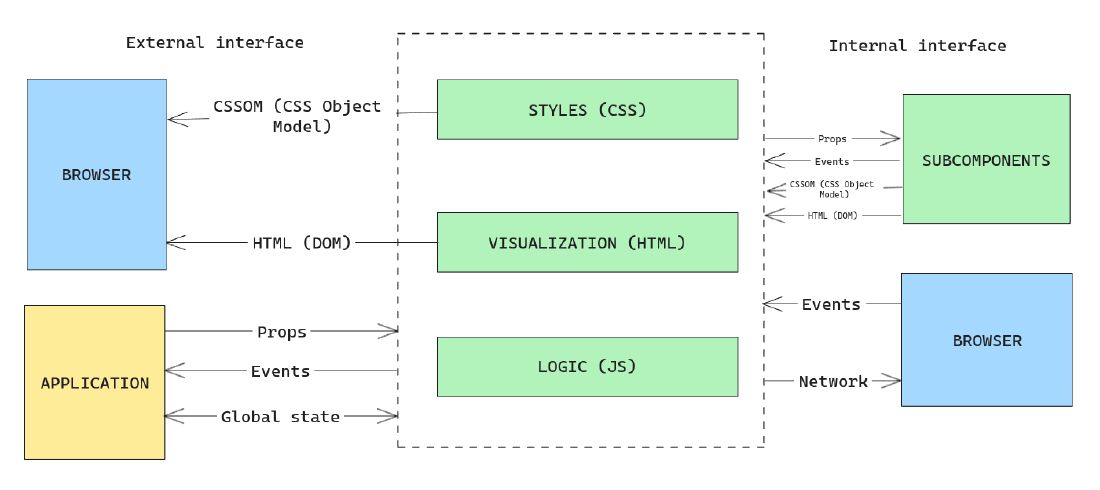 External interface
Internal interface
BROWSER
CSSOM (CSS Object
Model)
HTML (DOM)
APPLICATION
Props
Events
Global state
STYLES (CSS)
VISUALIZATION (HTML)
LOGIC (JS)
Props
Events
CSSOM (CSS Object
Model)
HTML (DOM)
SUBCOMPONENTS
Events
Network
BROWSER